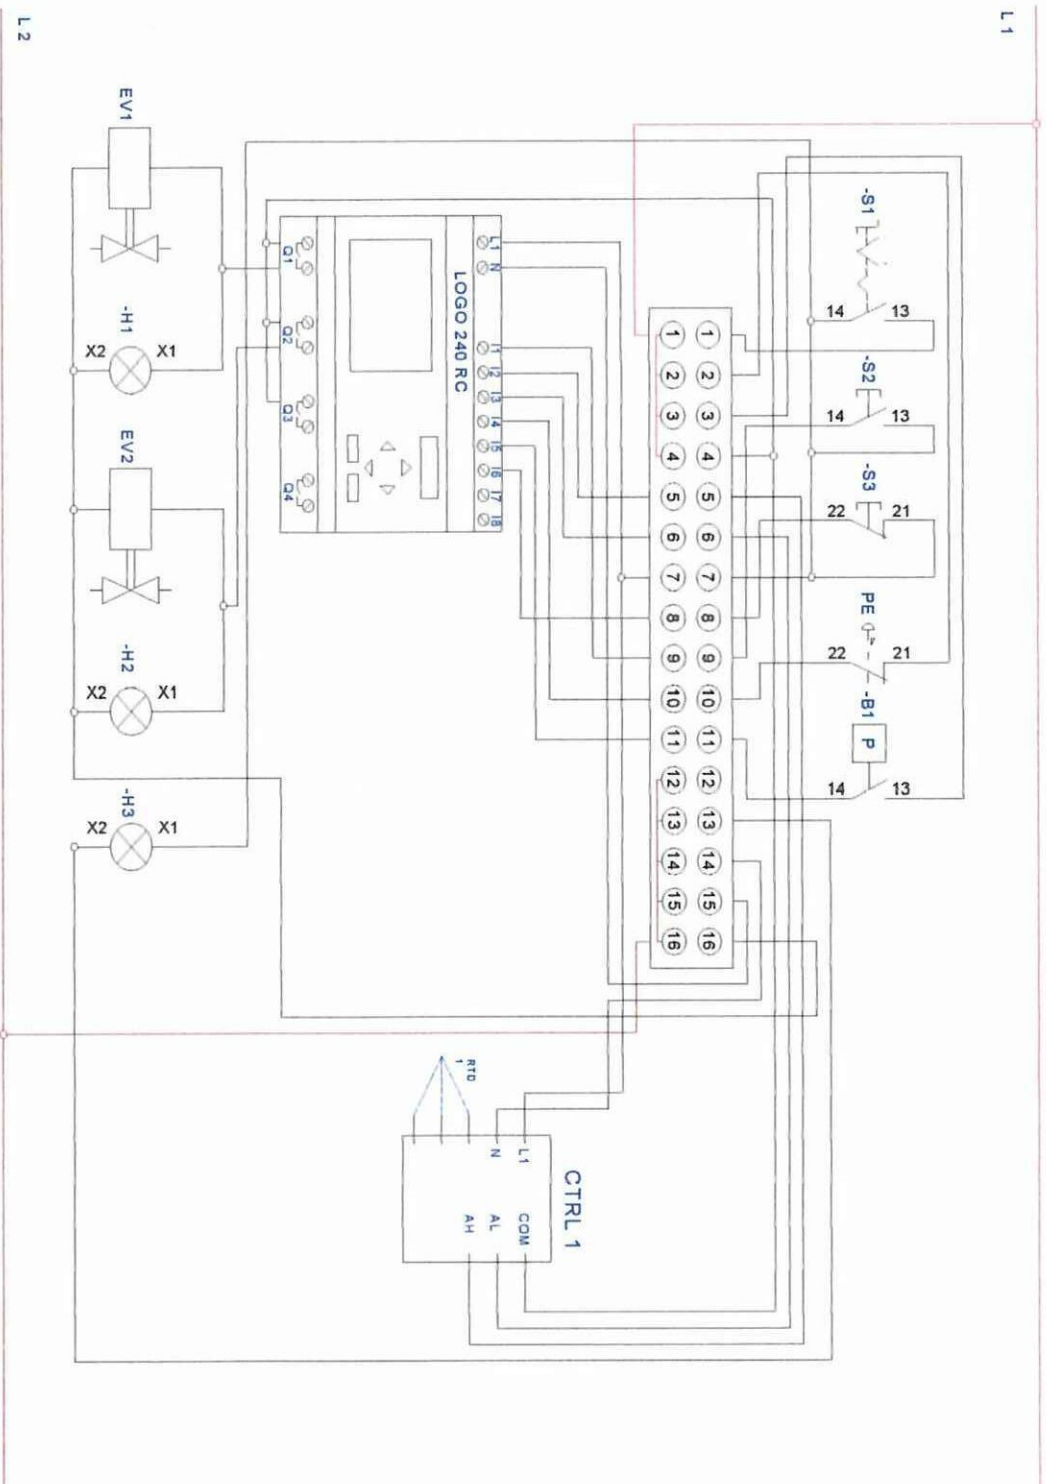 L 2
L 1
EV1
-H1
X2 X1
EV2
-H2
X2 X1
-H3
X2 X1
LOGO 240 RC
L1 N I1 I2 I3 I4 I5 I6 I7 I8
Q1 Q2 Q3 Q4
1 2 3 4 5 6 7 8 9 10 11 12 13 14 15 16
1 2 3 4 5 6 7 8 9 10 11 12 13 14 15 16
-S1
14 13
-S2
14 13
-S3
22 21
PE
22 21
-B1
P
14 13
RTD
1
CTRL 1
L1
N
COM
AL
AH